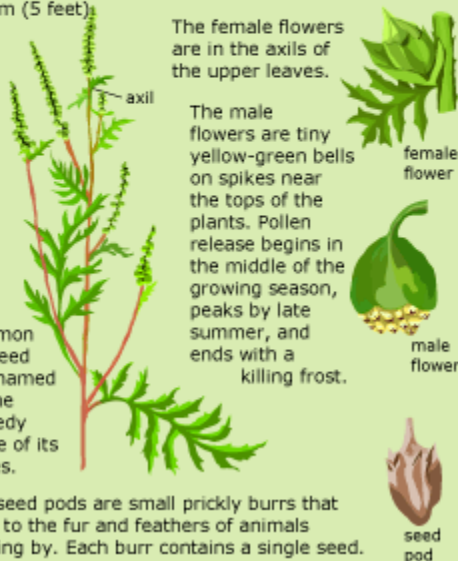 m (5 feet)
The female flowers
are in the axils of
the upper leaves.
axil
The male
flowers are tiny
yellow-green bells
on spikes near
the tops of the
plants. Pollen
release begins in
the middle of the
growing season,
peaks by late
summer, and
ends with a
killing frost.
female
flower
male
flower
mon
eed
named
ne
edy
e of its
es.
seed pods are small prickly burrs that
to the fur and feathers of animals
ing by. Each burr contains a single seed.
seed
pod